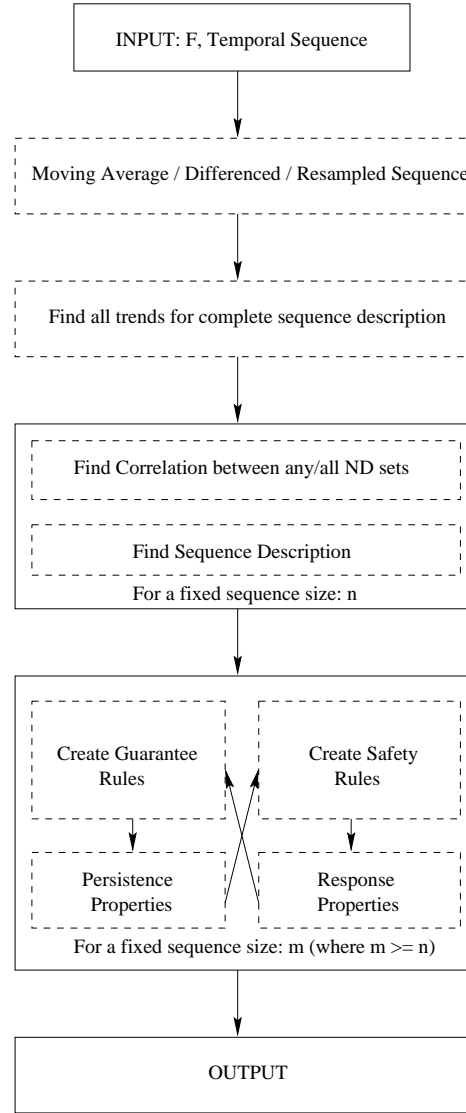 INPUT: F, Temporal Sequence
Moving Average / Differenced / Resampled Sequence
Find all trends for complete sequence description
Find Correlation between any/all ND sets
Find Sequence Description
For a fixed sequence size: n
Create Guarantee
Rules
Create Safety
Rules
Persistence
Properties
Response
Properties
For a fixed sequence size: m (where m >= n)
OUTPUT